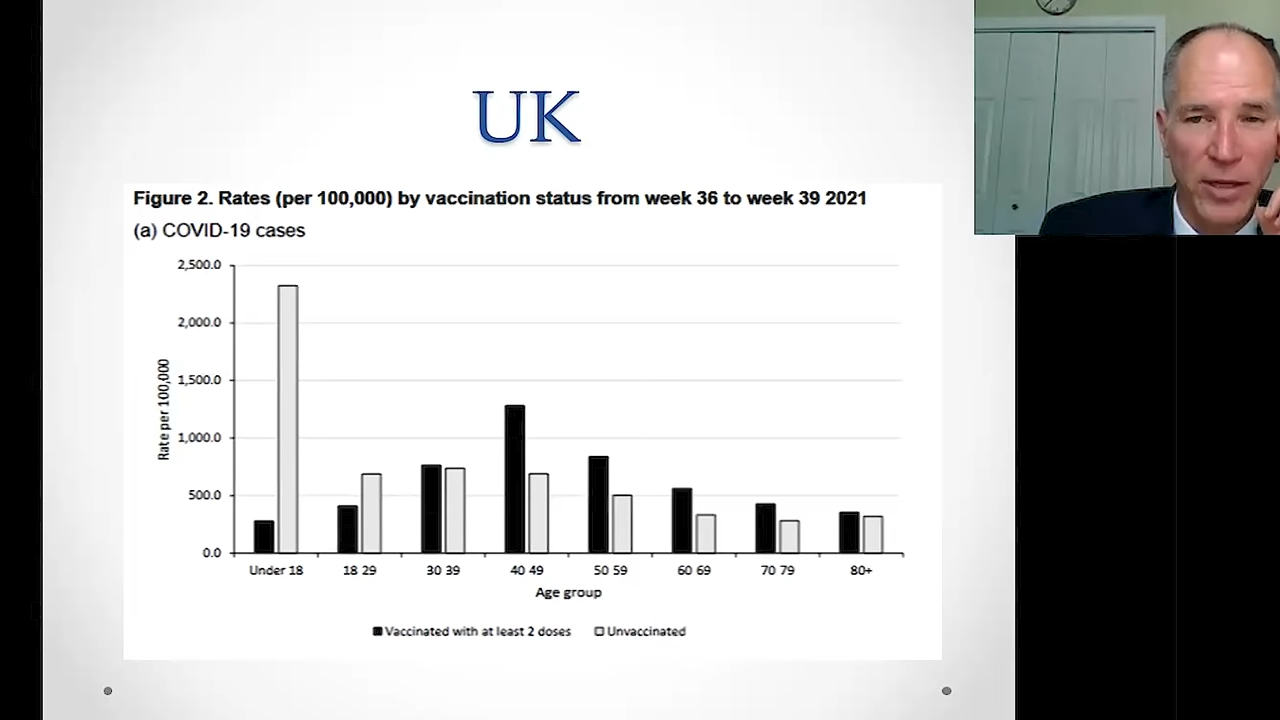 UK
Figure 2. Rates (per 100,000) by vaccination status from week 36 to week 39 2021
(a) COVID-19 cases
2,500.0
2,000.0
1,500.0
1,000.0
500.0
0.0
Rate per 100,000
Under 18 18 29 30 39 40 49 50 59 60 69 70 79 80+
Age group
Vaccinated with at least 2 doses Unvaccinated